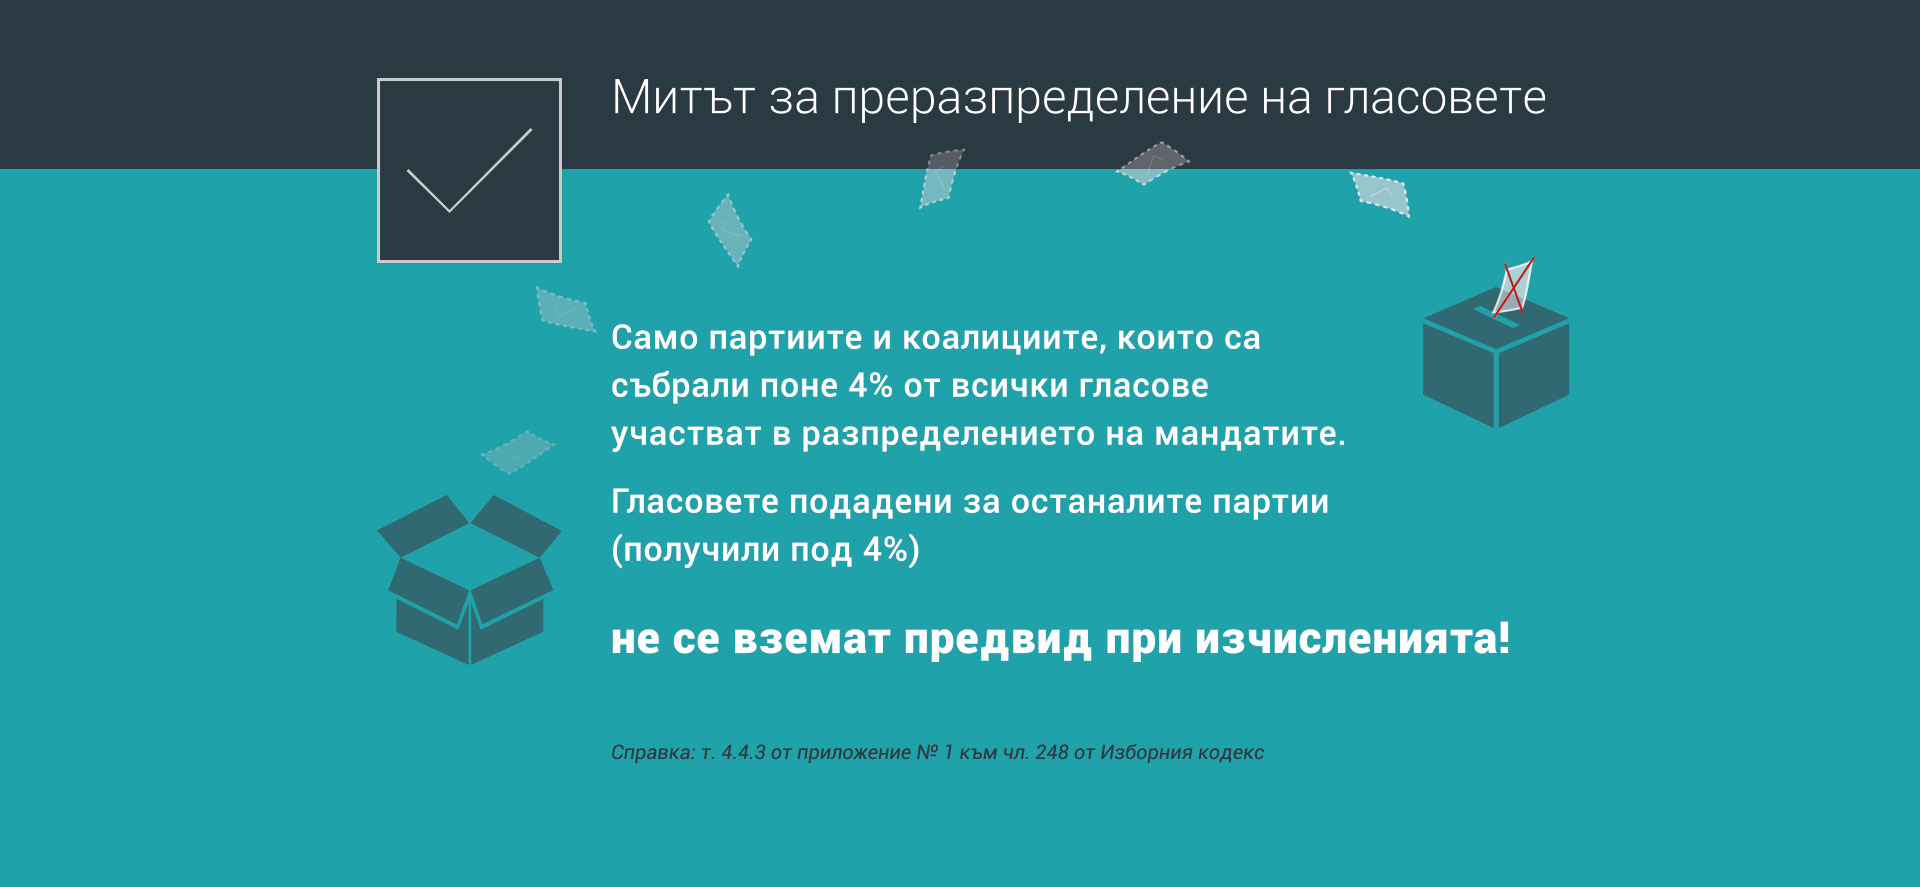 Митът за преразпределение на гласовете
Само партиите и коалициите, които са
събрали поне 4% от всички гласове
участват в разпределението на мандатите.
Гласовете подадени за останалите партии
(получили под 4%)
не се вземат предвид при изчисленията!
Справка: т. 4.4.3 от приложение № 1 към чл. 248 от Изборния кодекс